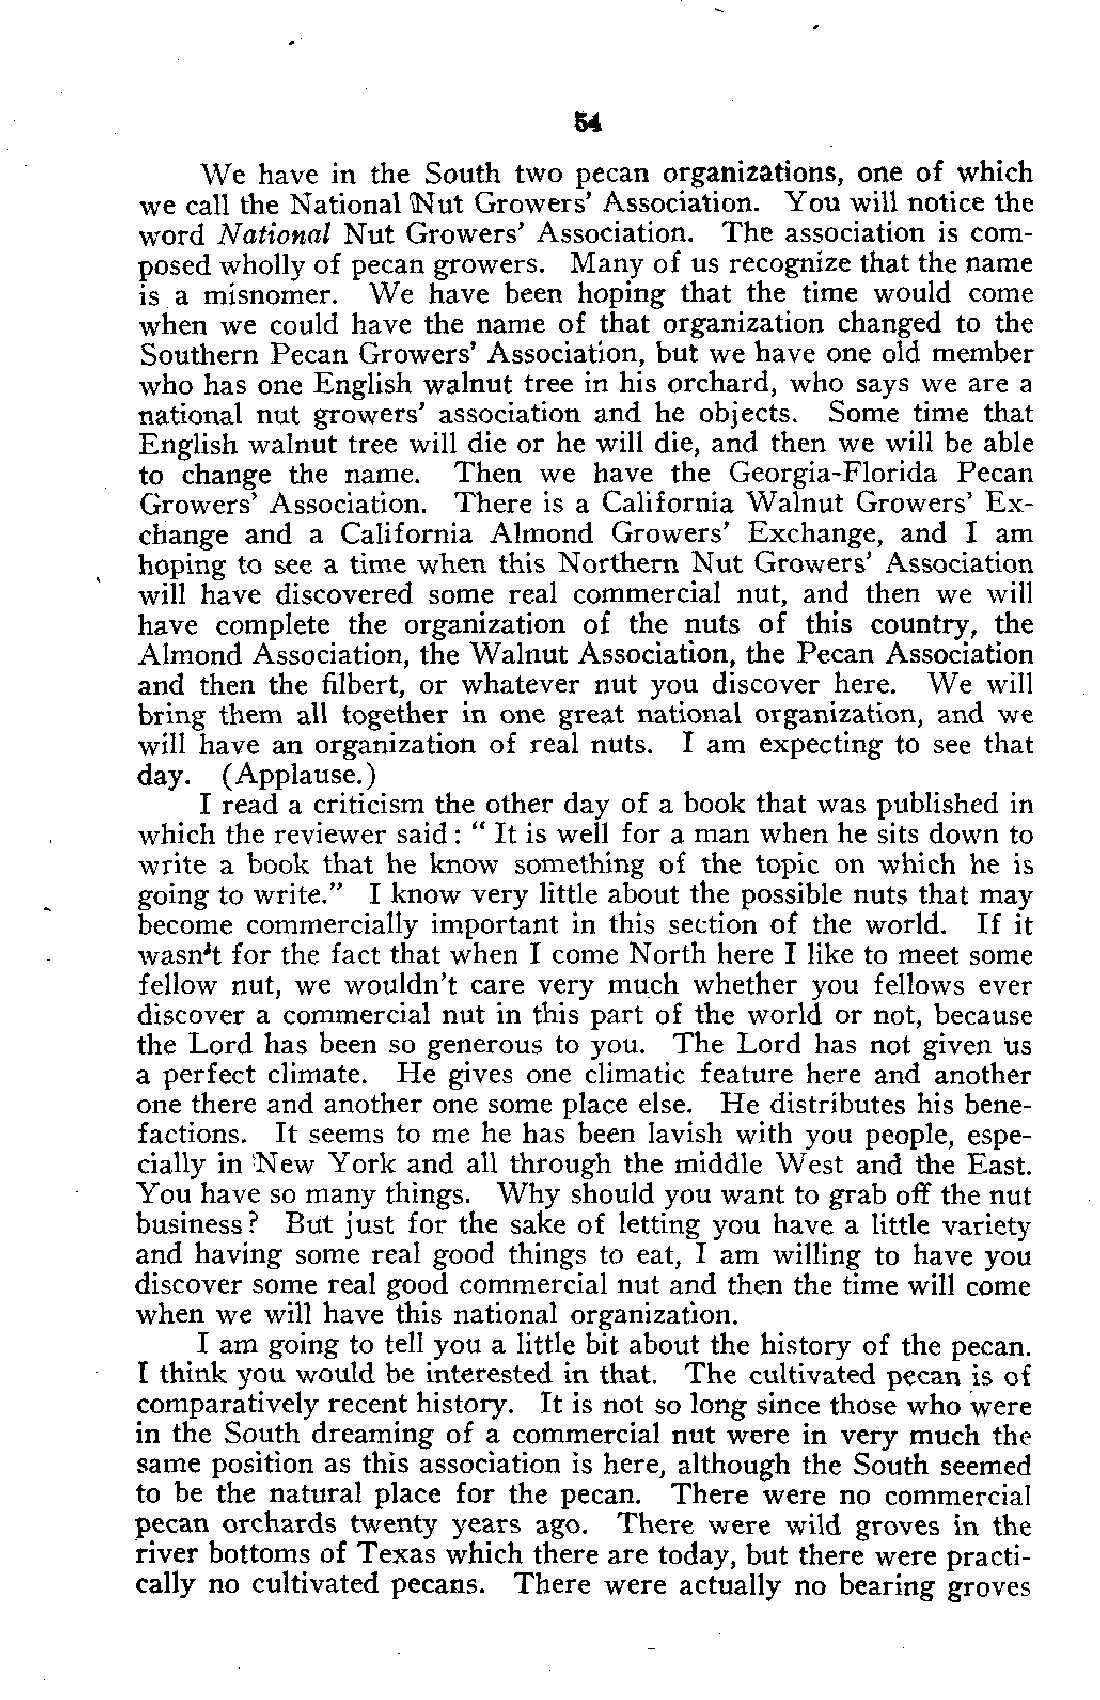 54
We have in the South two pecan organizations, one of which
we call the National Nut Growers' Association. You will notice the
word National Nut Growers' Association. The association is com-
posed wholly of pecan growers. Many of us recognize that the name
is a misnomer. We have been hoping that the time would come
when we could have the name of that organization changed to the
Southern Pecan Growers' Association, but we have one old member
who has one English walnut tree in his orchard, who says we are a
national nut growers' association and he objects. Some time that
English walnut tree will die or he will die, and then we will be able
to change the name. Then we have the Georgia-Florida Pecan
Growers' Association. There is a California Walnut Growers' Ex-
change and a California Almond Growers' Exchange, and I am
hoping to see a time when this Northern Nut Growers' Association
will have discovered some real commercial nut, and then we will
have complete the organization of the nuts of this country, the
Almond Association, the Walnut Association, the Pecan Association
and then the filbert, or whatever nut you discover here. We will
bring them all together in one great national organization, and we
will have an organization of real nuts. I am expecting to see that
day. (Applause.)
I read a criticism the other day of a book that was published in
which the reviewer said: " It is well for a man when he sits down to
write a book that he know something of the topic on which he is
going to write." I know very little about the possible nuts that may
become commercially important in this section of the world. If it
wasn't for the fact that when I come North here I like to meet some
fellow nut, we wouldn't care very much whether you fellows ever
discover a commercial nut in this part of the world or not, because
the Lord has been so generous to you. The Lord has not given us
a perfect climate. He gives one climatic feature here and another
one there and another one some place else. He distributes his bene-
factions. It seems to me he has been lavish with you people, espe-
cially in New York and all through the middle West and the East.
You have so many things. Why should you want to grab off the nut
business? But just for the sake of letting you have a little variety
and having some real good things to eat, I am willing to have you
discover some real good commercial nut and then the time will come
when we will have this national organization.
I am going to tell you a little bit about the history of the pecan.
I think you would be interested in that. The cultivated pecan is of
comparatively recent history. It is not so long since those who were
in the South dreaming of a commercial nut were in very much the
same position as this association is here, although the South seemed
to be the natural place for the pecan. There were no commercial
pecan orchards twenty years ago. There were wild groves in the
river bottoms of Texas which there are today, but there were practi-
cally no cultivated pecans. There were actually no bearing groves